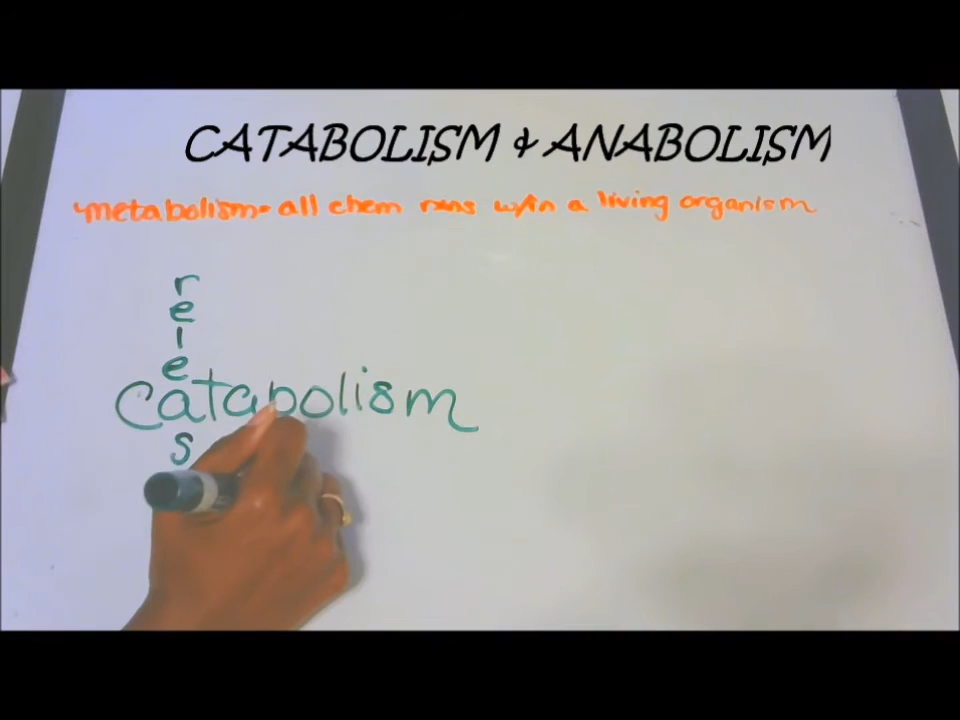 CATABOLISM & ANABOLISM
metabolism- all chem rxns w/in a living organism
r
e
l
e
Catabolism
s